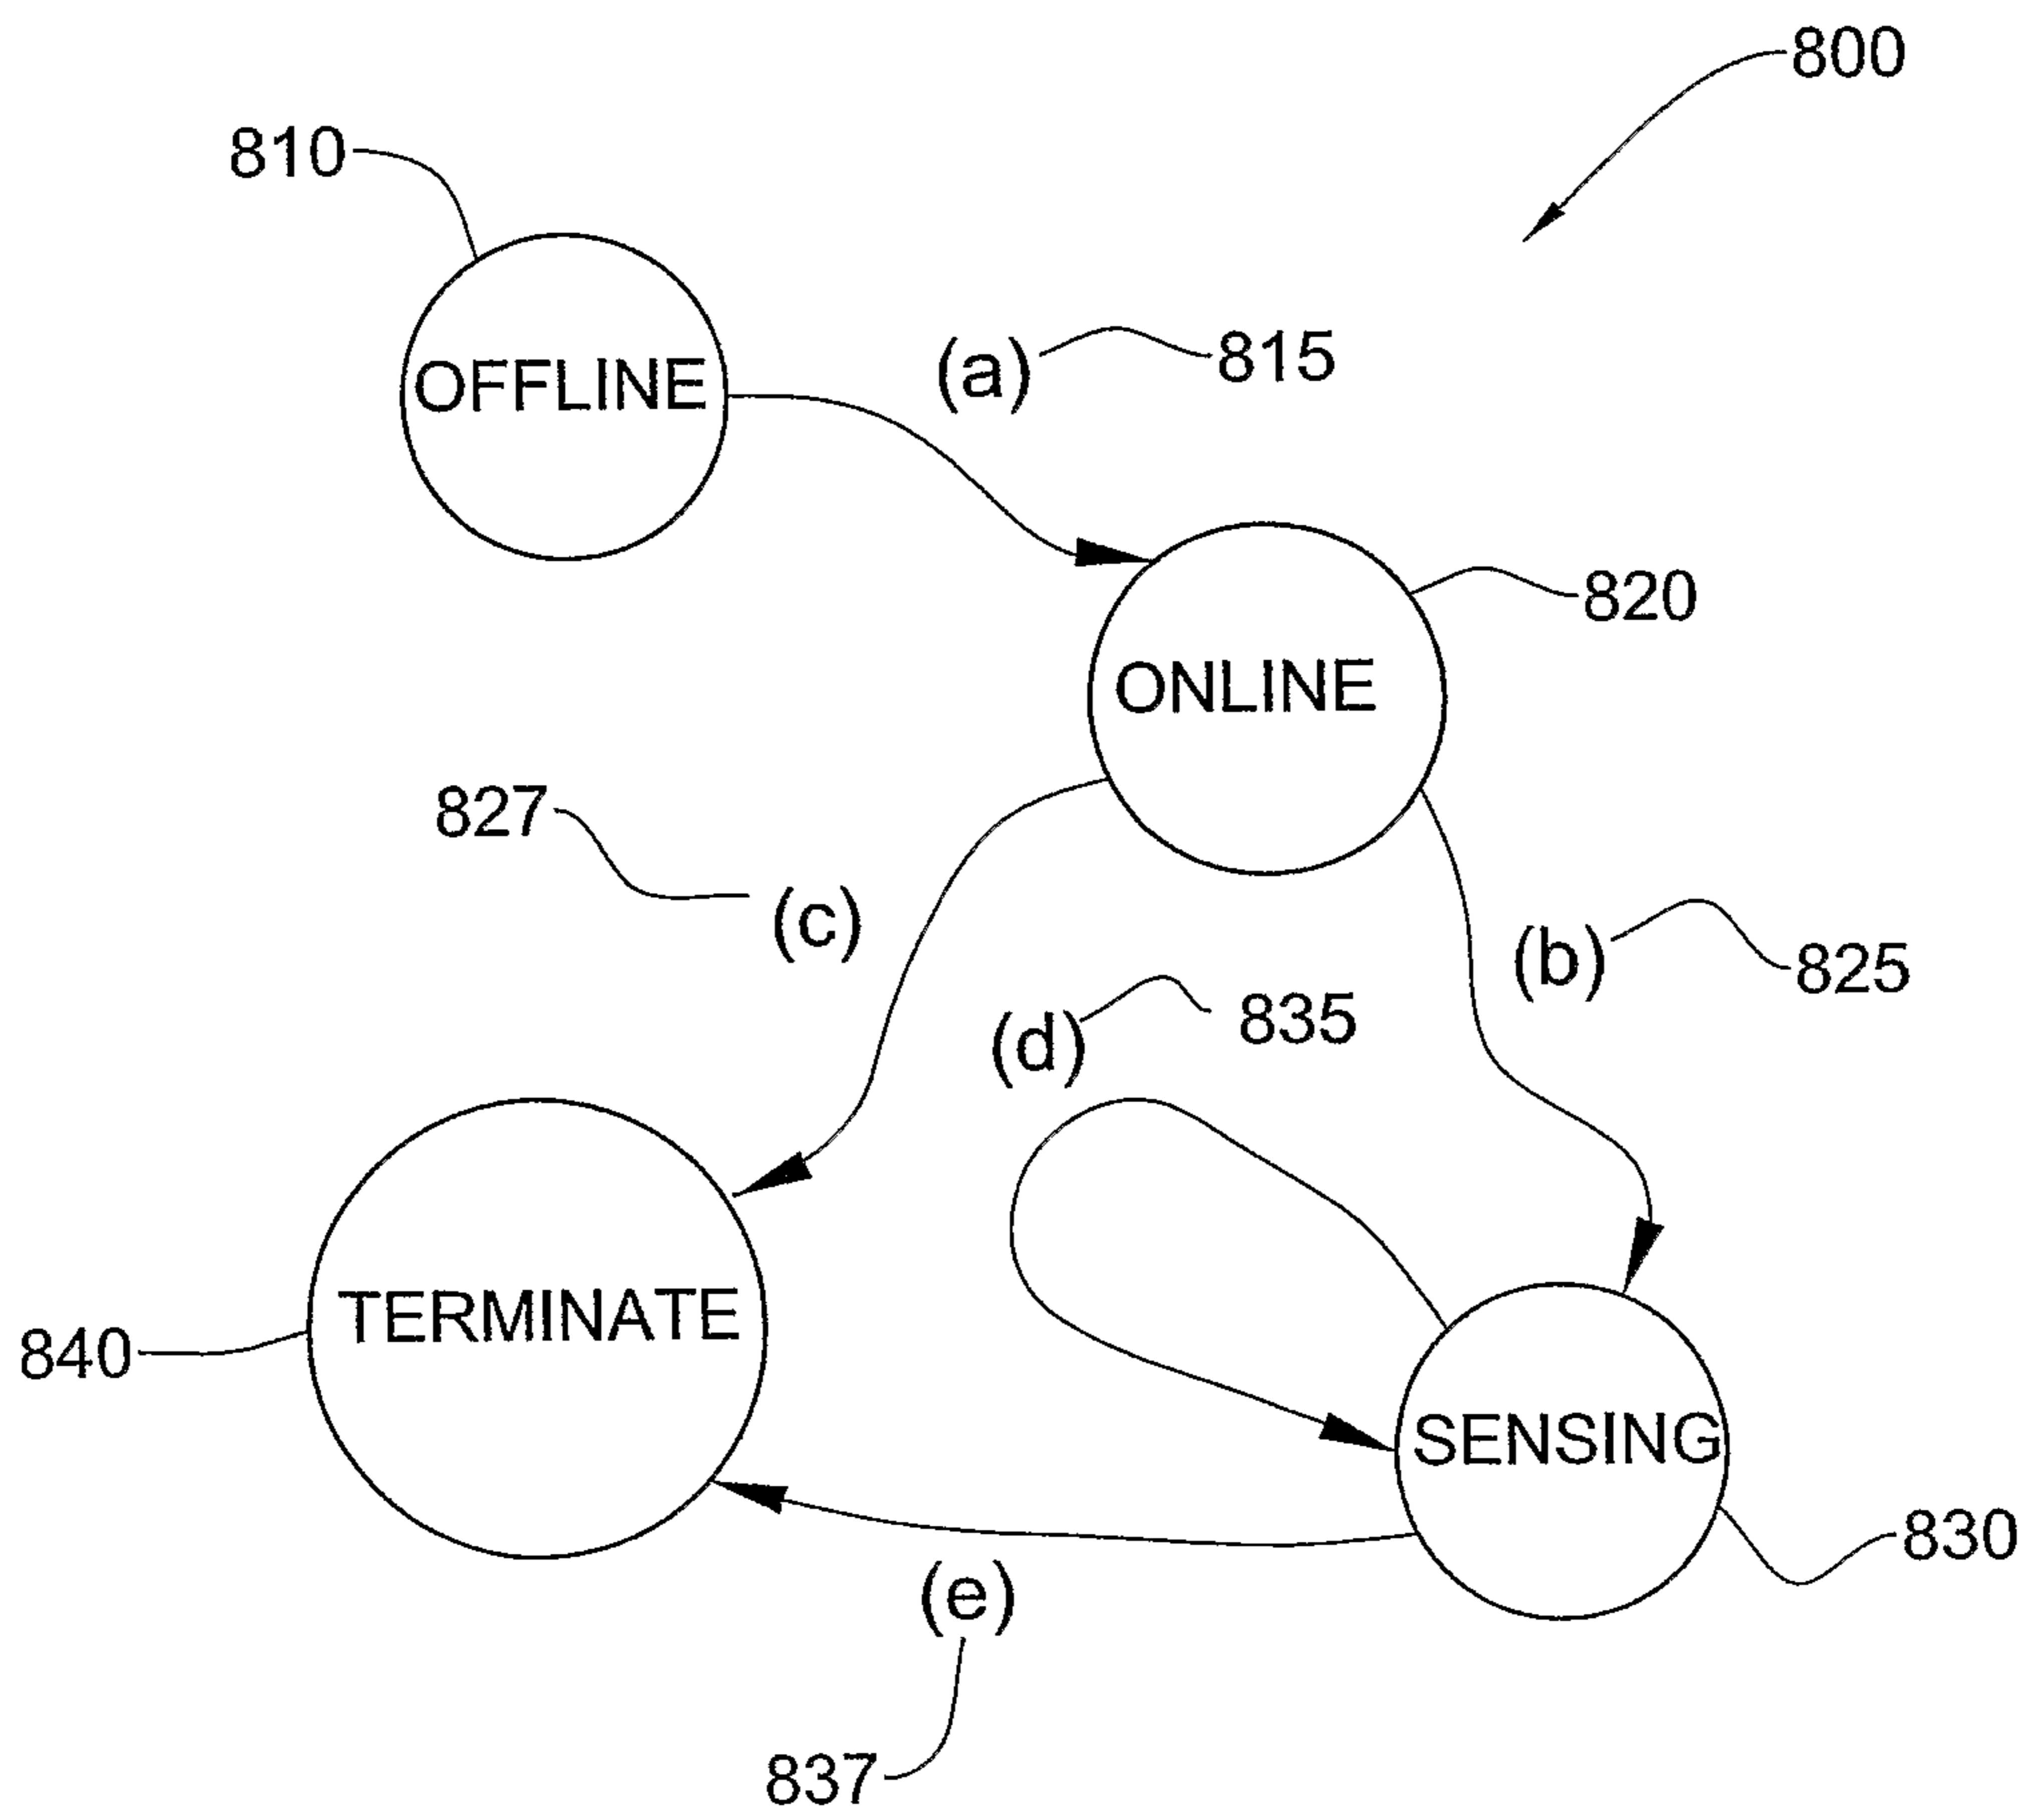 800
810
(a) 815
OFFLINE
820
ONLINE
827
(c)
(b) 825
(d) 835
TERMINATE
840
SENSING
830
(e)
837